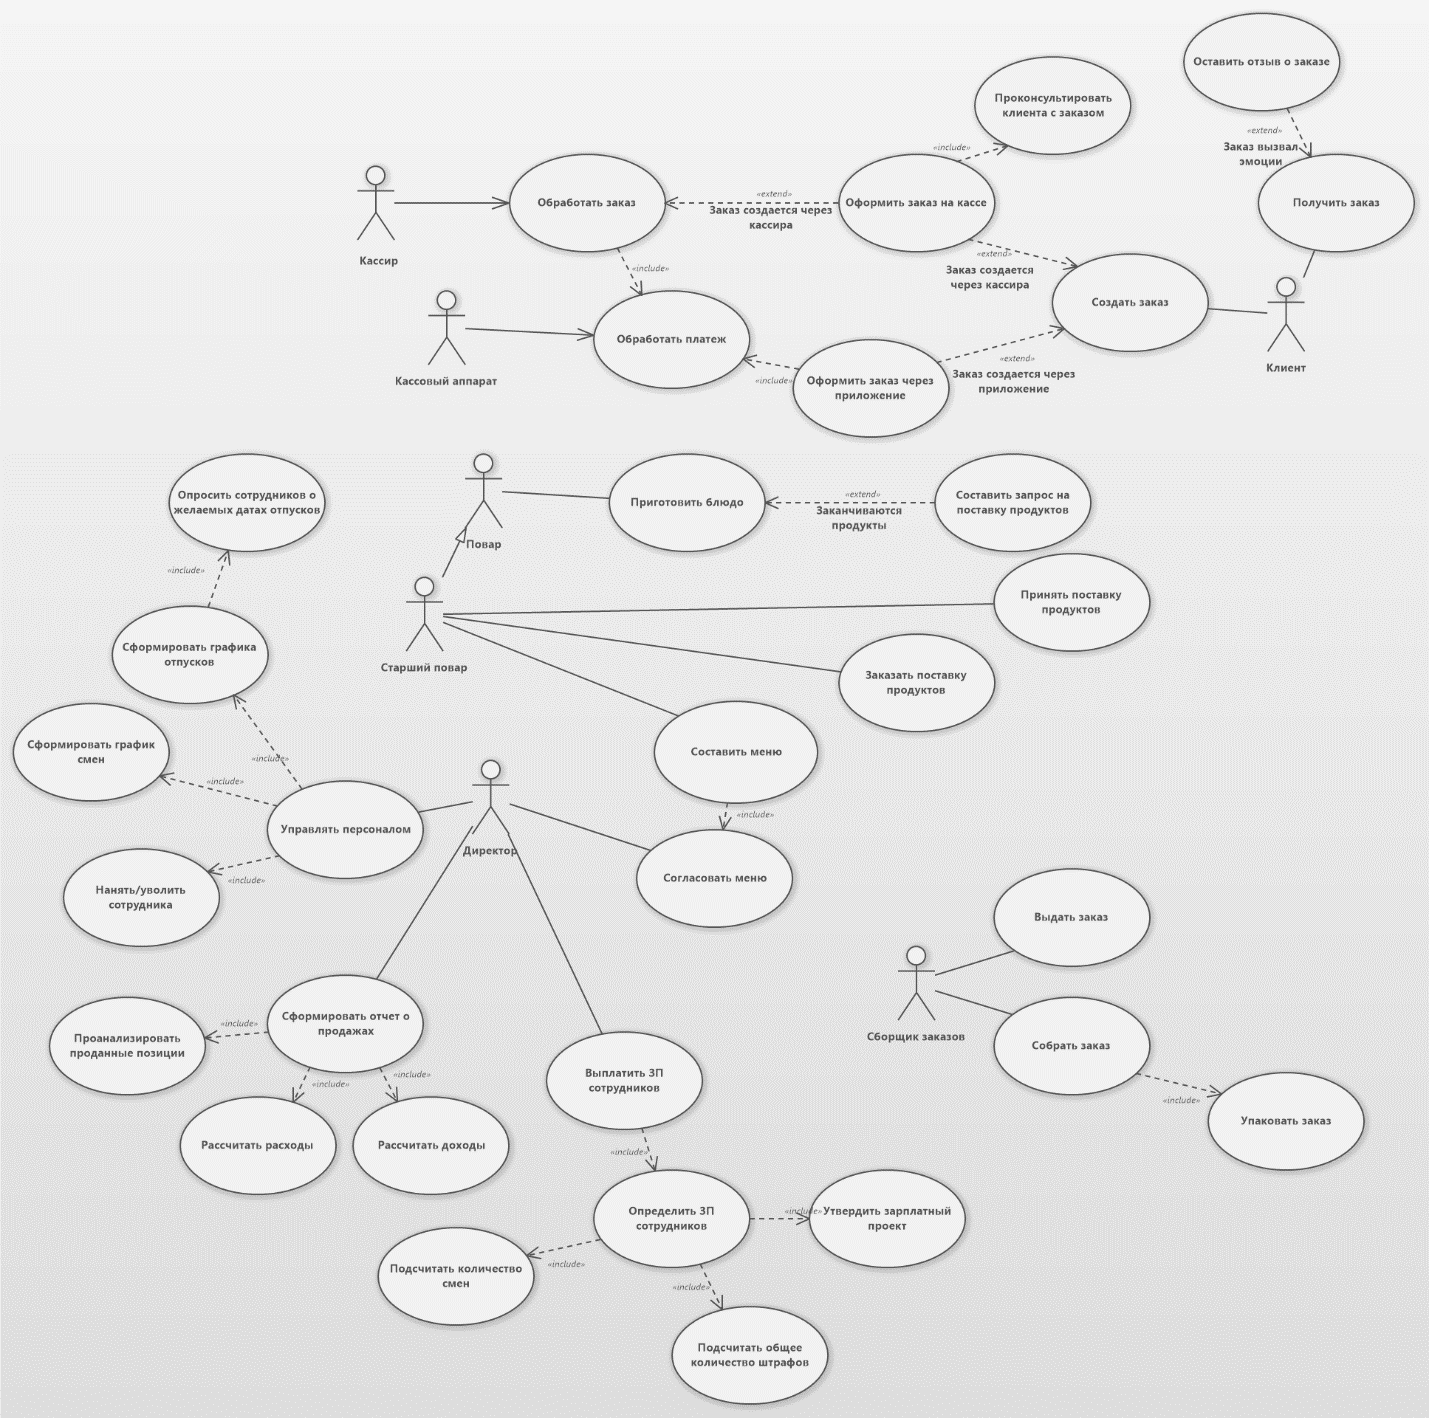 Оставить отзыв о заказе
«extend»
Заказ вызвал
эмоции
Проконсультировать
клиента с заказом
«include»
Обработать заказ
«extend»
Заказ создается через
кассира
Оформить заказ на кассе
Получить заказ
Кассир
«include»
«extend»
Заказ создается
через кассира
Создать заказ
Обработать платеж
Кассовый аппарат
«include»
Оформить заказ через
приложение
«extend»
Заказ создается через
приложение
Клиент
Опросить сотрудников о
желаемых датах отпусков
Повар
Приготовить блюдо
«extend»
Заканчиваются
продукты
Составить запрос на
поставку продуктов
«include»
Принять поставку
продуктов
Сформировать графика
отпусков
Старший повар
Заказать поставку
продуктов
Сформировать график
смен
«include»
«include»
Составить меню
«include»
Управлять персоналом
Директор
Согласовать меню
«include»
Нанять/уволить
сотрудника
Выдать заказ
Сформировать отчет о
продажах
«include»
Проанализировать
проданные позиции
Сборщик заказов
Собрать заказ
«include»
«include»
Выплатить ЗП
сотрудников
«include»
Упаковать заказ
Рассчитать расходы
Рассчитать доходы
«include»
Определить ЗП
сотрудников
«include»
Утвердить зарплатный
проект
Подсчитать количество
смен
«include»
«include»
Подсчитать общее
количество штрафов